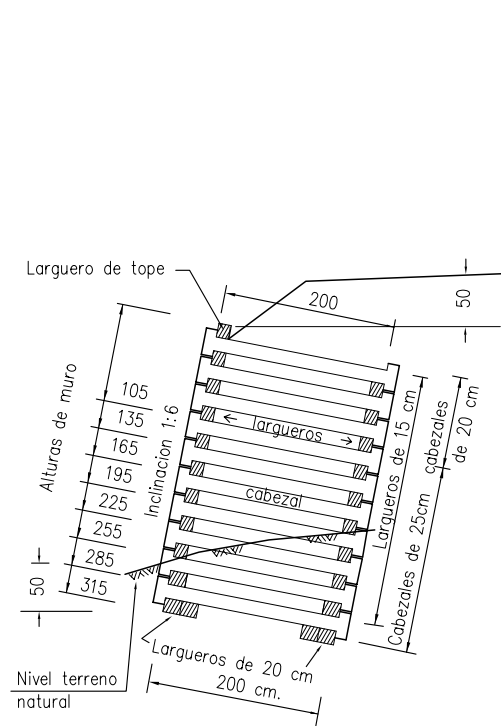 Larguero de tope
200
50
Alturas de muro
105
135
165
195
225
255
285
315
50
Inclinacion 1:6
largueros
cabezal
Largueros de 15 cm
cabezales
de 20 cm
Cabezales de 25cm
Largueros de 20 cm
200 cm.
Nivel terreno
natural